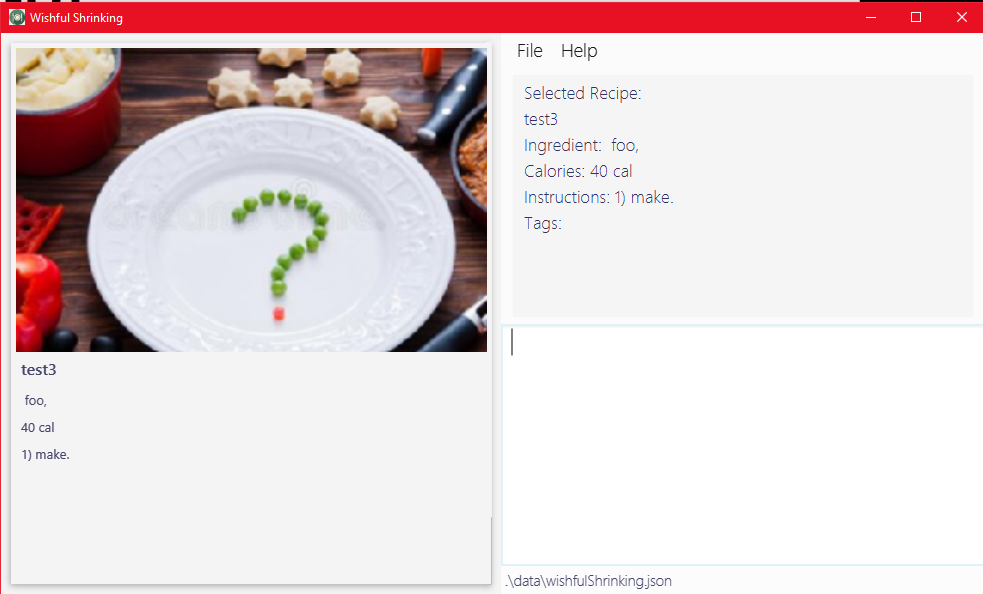 Wishful Shrinking
File Help
Selected Recipe:
test3
Ingredient:  foo,
Calories: 40 cal
Instructions: 1) make.
Tags:
test3
foo,
40 cal
1) make.
.\data\wishfulShrinking.json